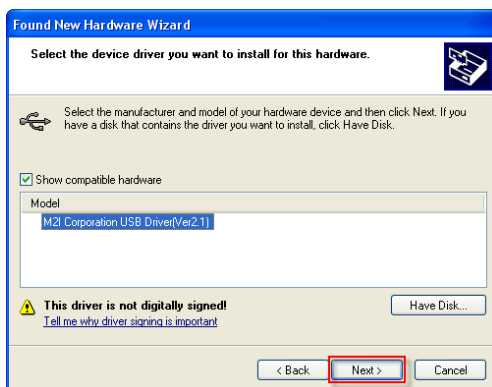 Found New Hardware Wizard
Select the device driver you want to install for this hardware.
Select the manufacturer and model of your hardware device and then click Next. If you
have a disk that contains the driver you want to install, click Have Disk.
Show compatible hardware
Model
M2I Corporation USB Driver(Ver2.1)
This driver is not digitally signed!
Tell me why driver signing is important
Have Disk...
< Back
Next >
Cancel